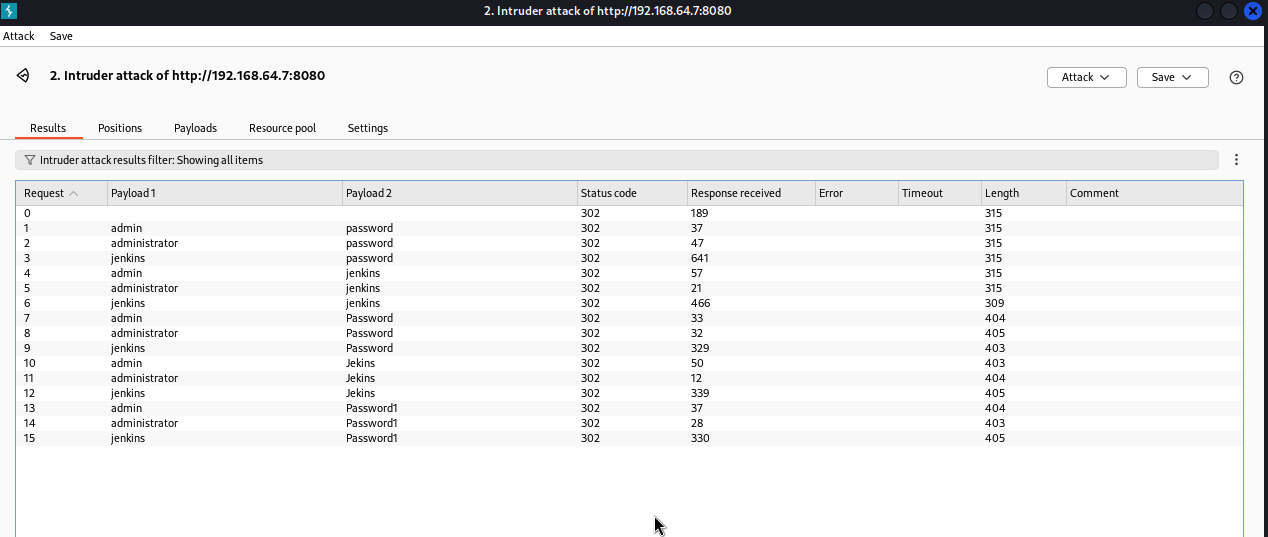 2. Intruder attack of http://192.168.64.7:8080
Attack Save
2. Intruder attack of http://192.168.64.7:8080 Attack Save ?
Results Positions Payloads Resource pool Settings
Intruder attack results filter: Showing all items
Request Payload 1 Payload 2 Status code Response received Error Timeout Length Comment
0 302 189 315
1 admin password 302 37 315
2 administrator password 302 47 315
3 jenkins password 302 641 315
4 admin jenkins 302 57 315
5 administrator jenkins 302 21 315
6 jenkins jenkins 302 466 309
7 admin Password 302 33 404
8 administrator Password 302 32 405
9 jenkins Password 302 329 403
10 admin Jekins 302 50 403
11 administrator Jekins 302 12 404
12 jenkins Jekins 302 339 405
13 admin Password1 302 37 404
14 administrator Password1 302 28 403
15 jenkins Password1 302 330 405